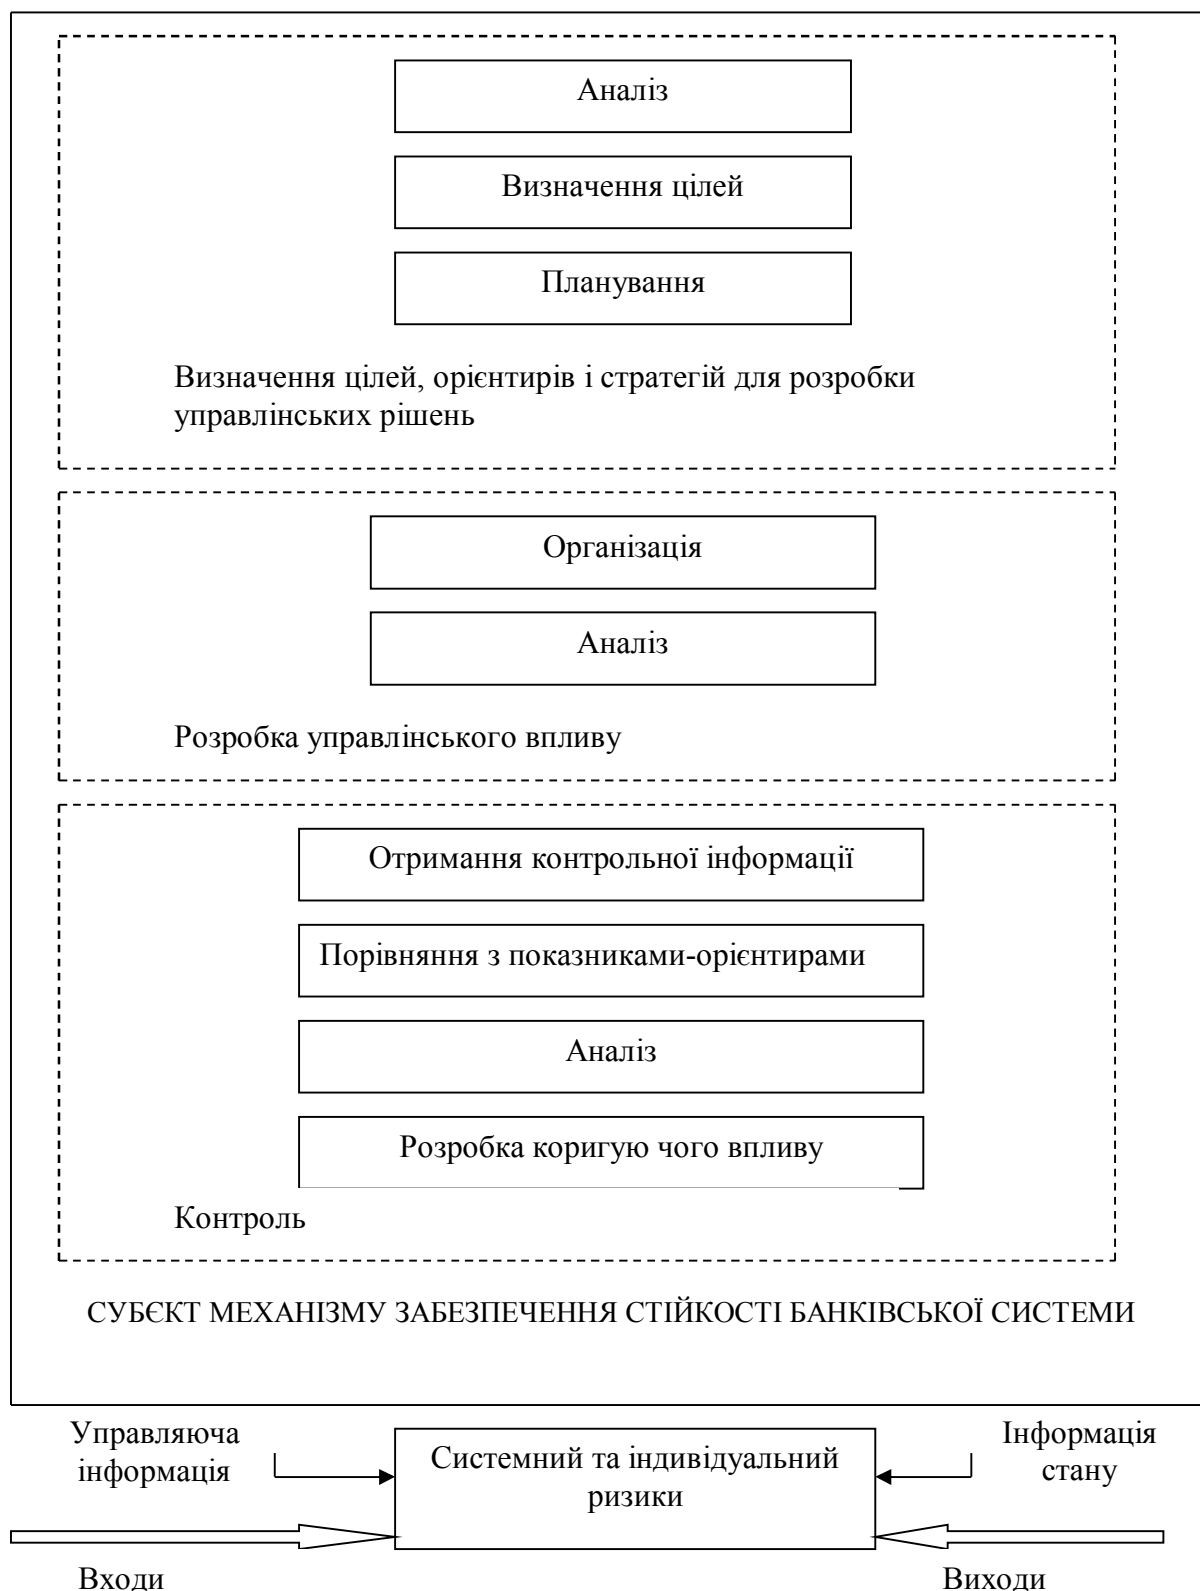 Аналіз
Визначення цілей
Планування
Визначення цілей, орієнтирів і стратегій для розробки
управлінських рішень
Організація
Аналіз
Розробка управлінського впливу
Отримання контрольної інформації
Порівняння з показниками-орієнтирами
Аналіз
Розробка коригую чого впливу
Контроль
СУБЄКТ МЕХАНІЗМУ ЗАБЕЗПЕЧЕННЯ СТІЙКОСТІ БАНКІВСЬКОЇ СИСТЕМИ
Управляюча
інформація
Системний та індивідуальний
ризики
Інформація
стану
Входи
Виходи